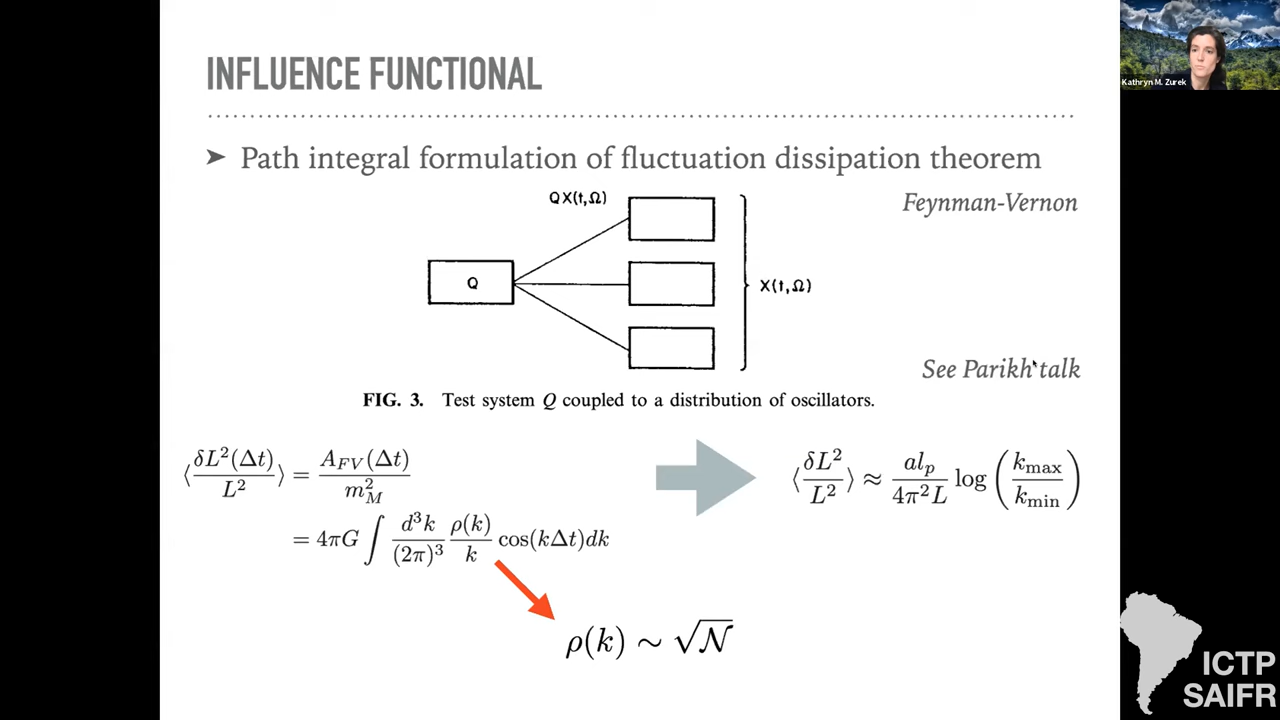 INFLUENCE FUNCTIONAL
Kathryn M. Zurek
➤ Path integral formulation of fluctuation dissipation theorem
Feynman-Vernon
Q X(t,Ω)
Q
X(t,Ω)
See Parikh talk
FIG. 3. Test system Q coupled to a distribution of oscillators.
⟨δL²(Δt)/L²⟩ = A_FV(Δt)/m_M²
= 4πG ∫ d³k/(2π)³ ρ(k)/k cos(kΔt)dk
⟨δL²/L²⟩ ≈ al_p/4π²L log(k_max/k_min)
ρ(k) ∼ √𝒩
ICTP
SAIFR